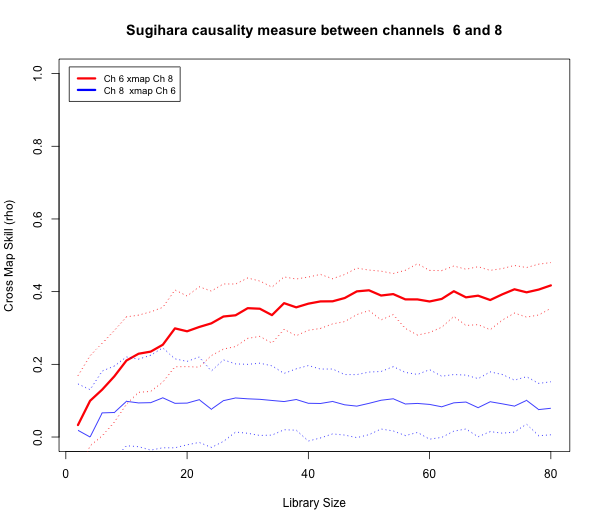 Sugihara causality measure between channels  6 and 8
Ch 6 xmap Ch 8
Ch 8  xmap Ch 6
Cross Map Skill (rho)
1.0
0.8
0.6
0.4
0.2
0.0
0 20 40 60 80
Library Size